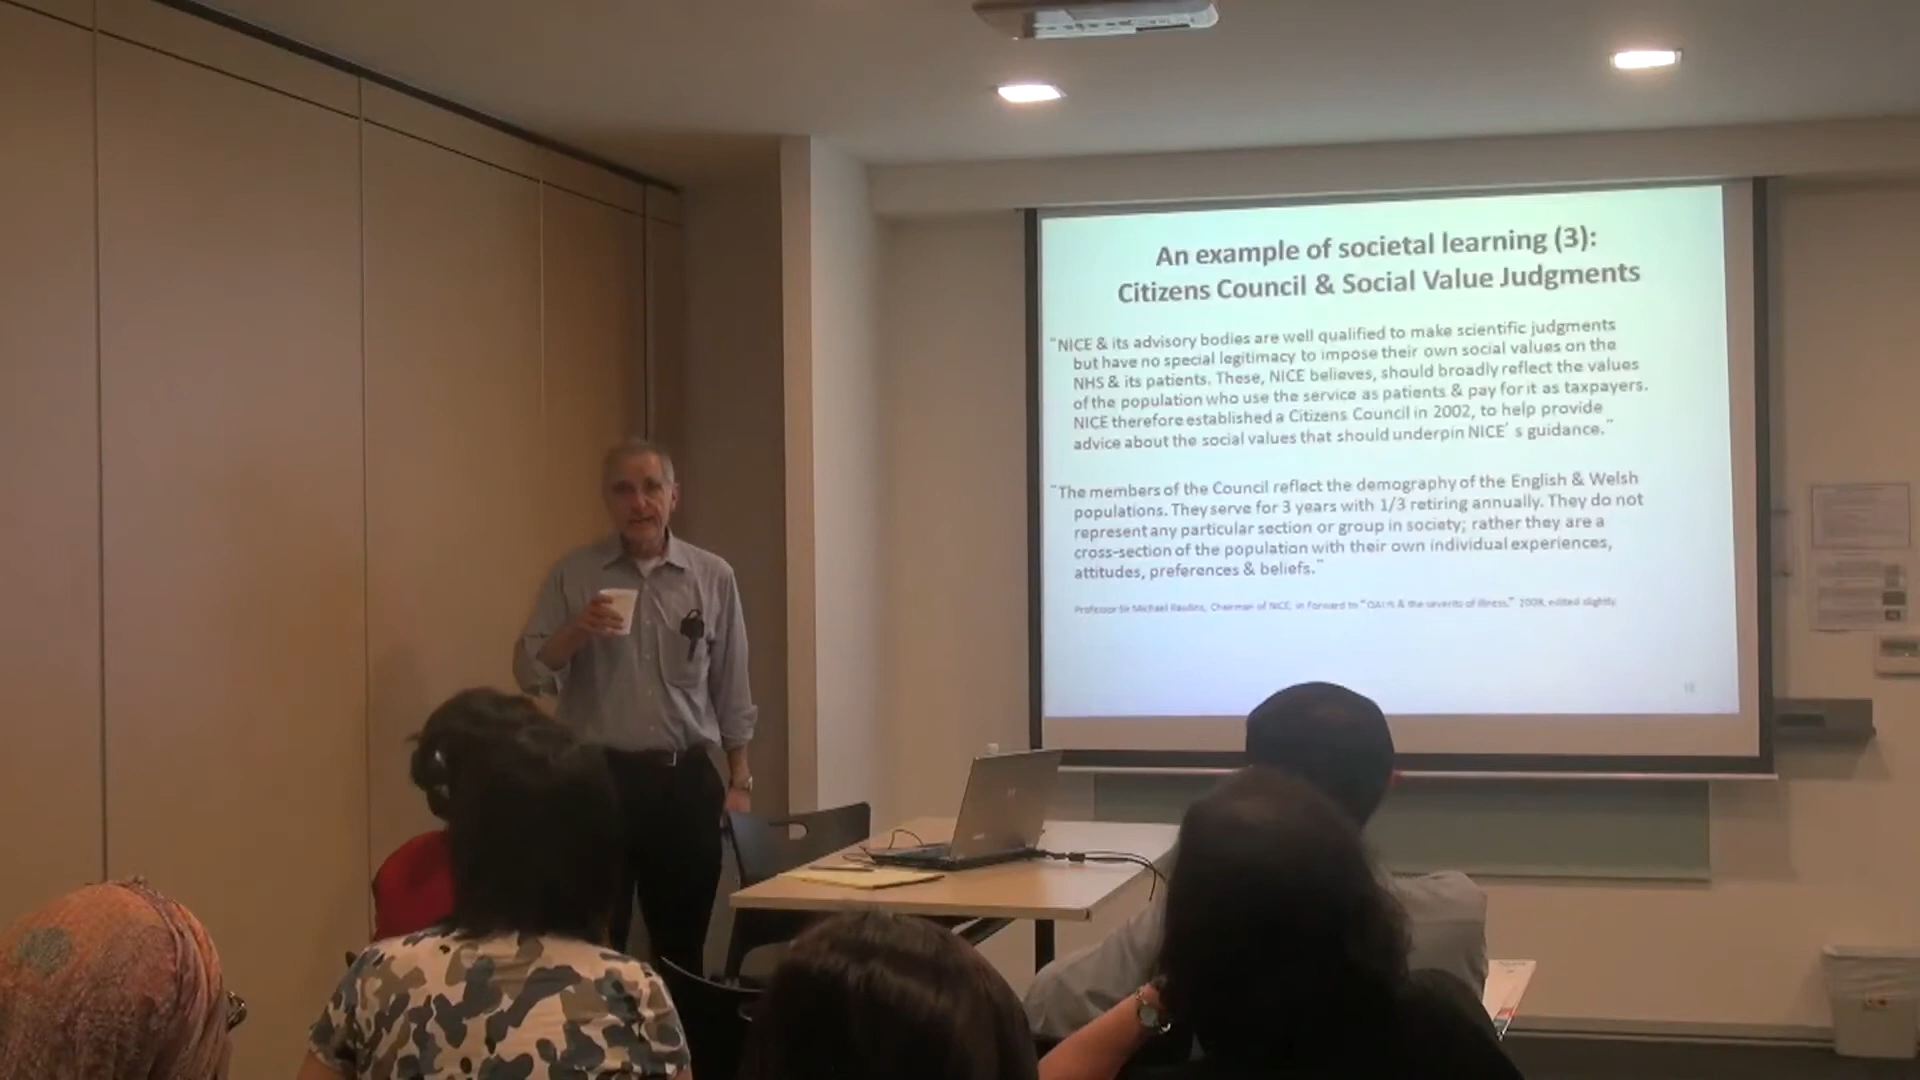 An example of societal learning (3):
Citizens Council & Social Value Judgments
"NICE & its advisory bodies are well qualified to make scientific judgments
but have no special legitimacy to impose their own social values on the
NHS & its patients. These, NICE believes, should broadly reflect the values
of the population who use the service as patients & pay for it as taxpayers.
NICE therefore established a Citizens Council in 2002, to help provide
advice about the social values that should underpin NICE' s guidance."
"The members of the Council reflect the demography of the English & Welsh
populations. They serve for 3 years with 1/3 retiring annually. They do not
represent any particular section or group in society; rather they are a
cross-section of the population with their own individual experiences,
attitudes, preferences & beliefs."
Professor Sir Michael Rawlins, Chairman of NICE, in Forward to "QALYs & the severity of illness," 2008, edited slightly